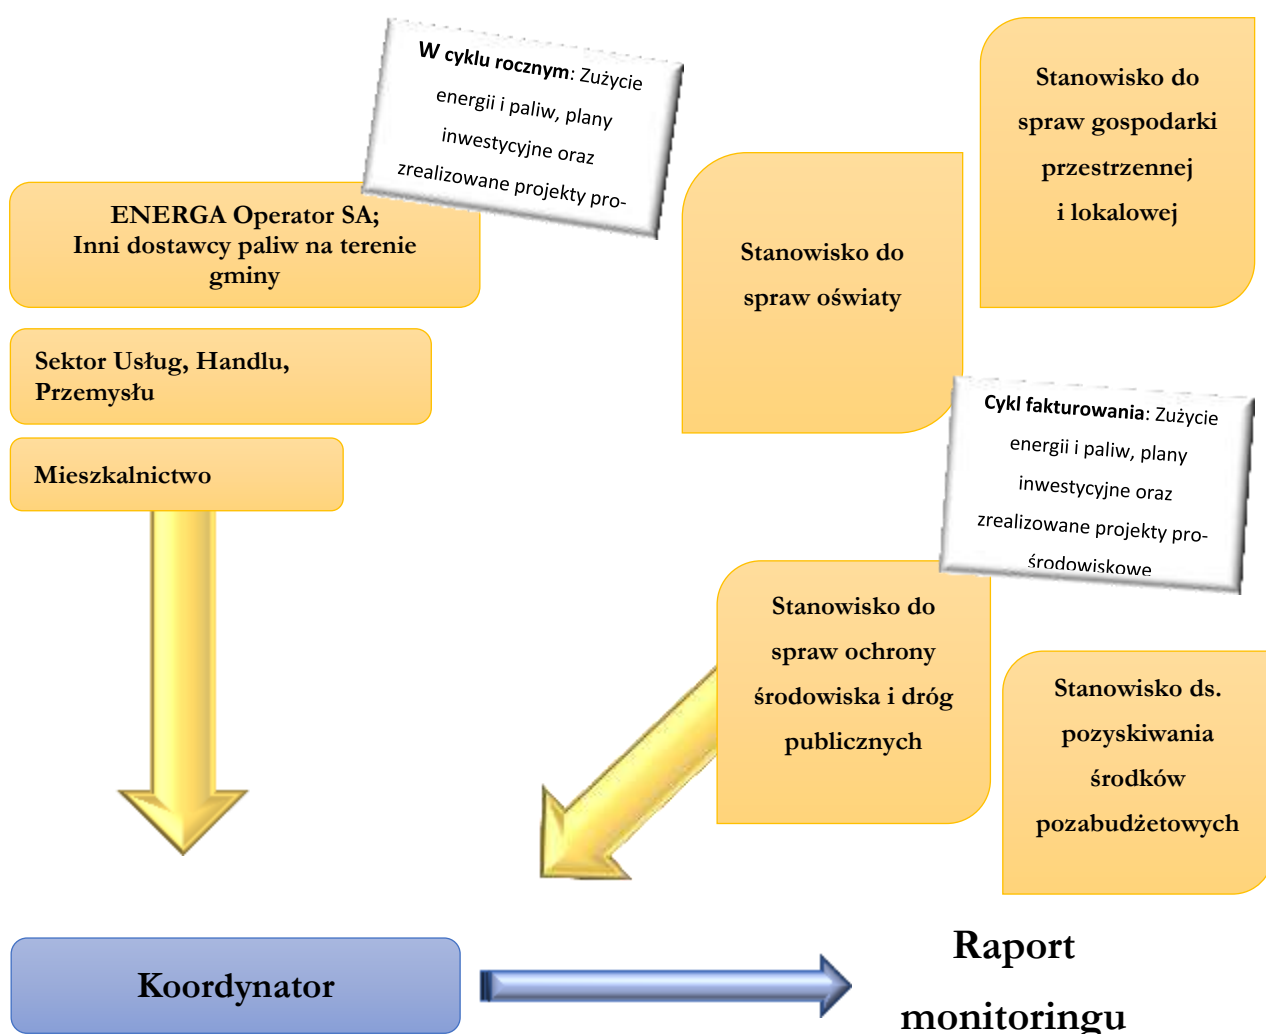 W cyklu rocznym: Zużycie
energii i paliw, plany
inwestycyjne oraz
zrealizowane projekty pro-
Stanowisko do
spraw gospodarki
przestrzennej
i lokalowej
ENERGA Operator SA;
Inni dostawcy paliw na terenie
gminy
Stanowisko do
spraw oświaty
Sektor Usług, Handlu,
Przemysłu
Cykl fakturowania: Zużycie
energii i paliw, plany
inwestycyjne oraz
zrealizowane projekty pro-
środowiskowe
Mieszkalnictwo
Stanowisko do
spraw ochrony
środowiska i dróg
publicznych
Stanowisko ds.
pozyskiwania
środków
pozabudżetowych
Koordynator
Raport
monitoringu